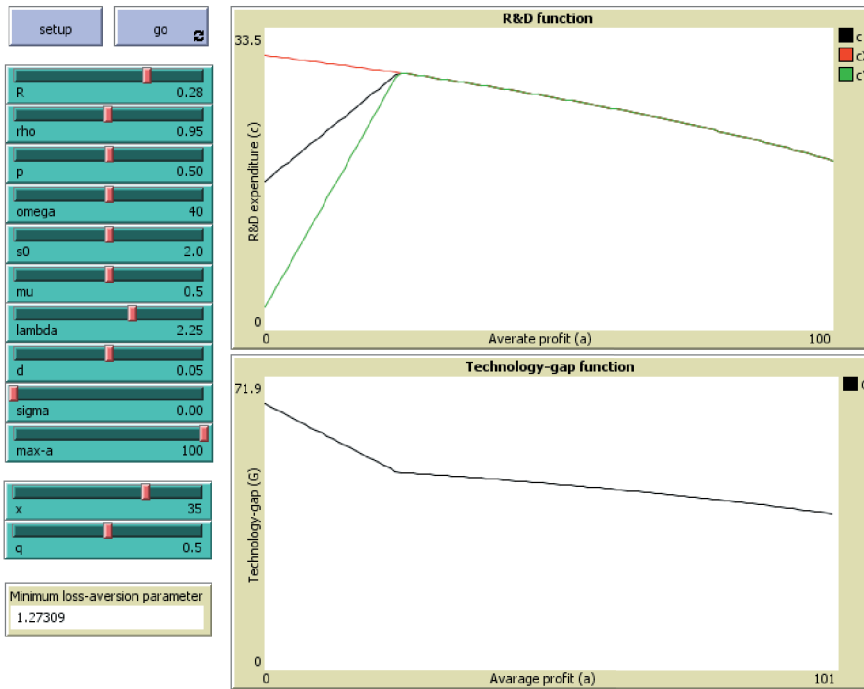 setup
go
R
0.28
rho
0.95
p
0.50
omega
40
s0
2.0
mu
0.5
lambda
2.25
d
0.05
sigma
0.00
max-a
100
x
35
q
0.5
Minimum loss-aversion parameter
1.27309
R&D function
33.5
R&D expenditure (c)
0
0
Averate profit (a)
100
c
Technology-gap function
71.9
Technology-gap (G)
0
0
Avarage profit (a)
101